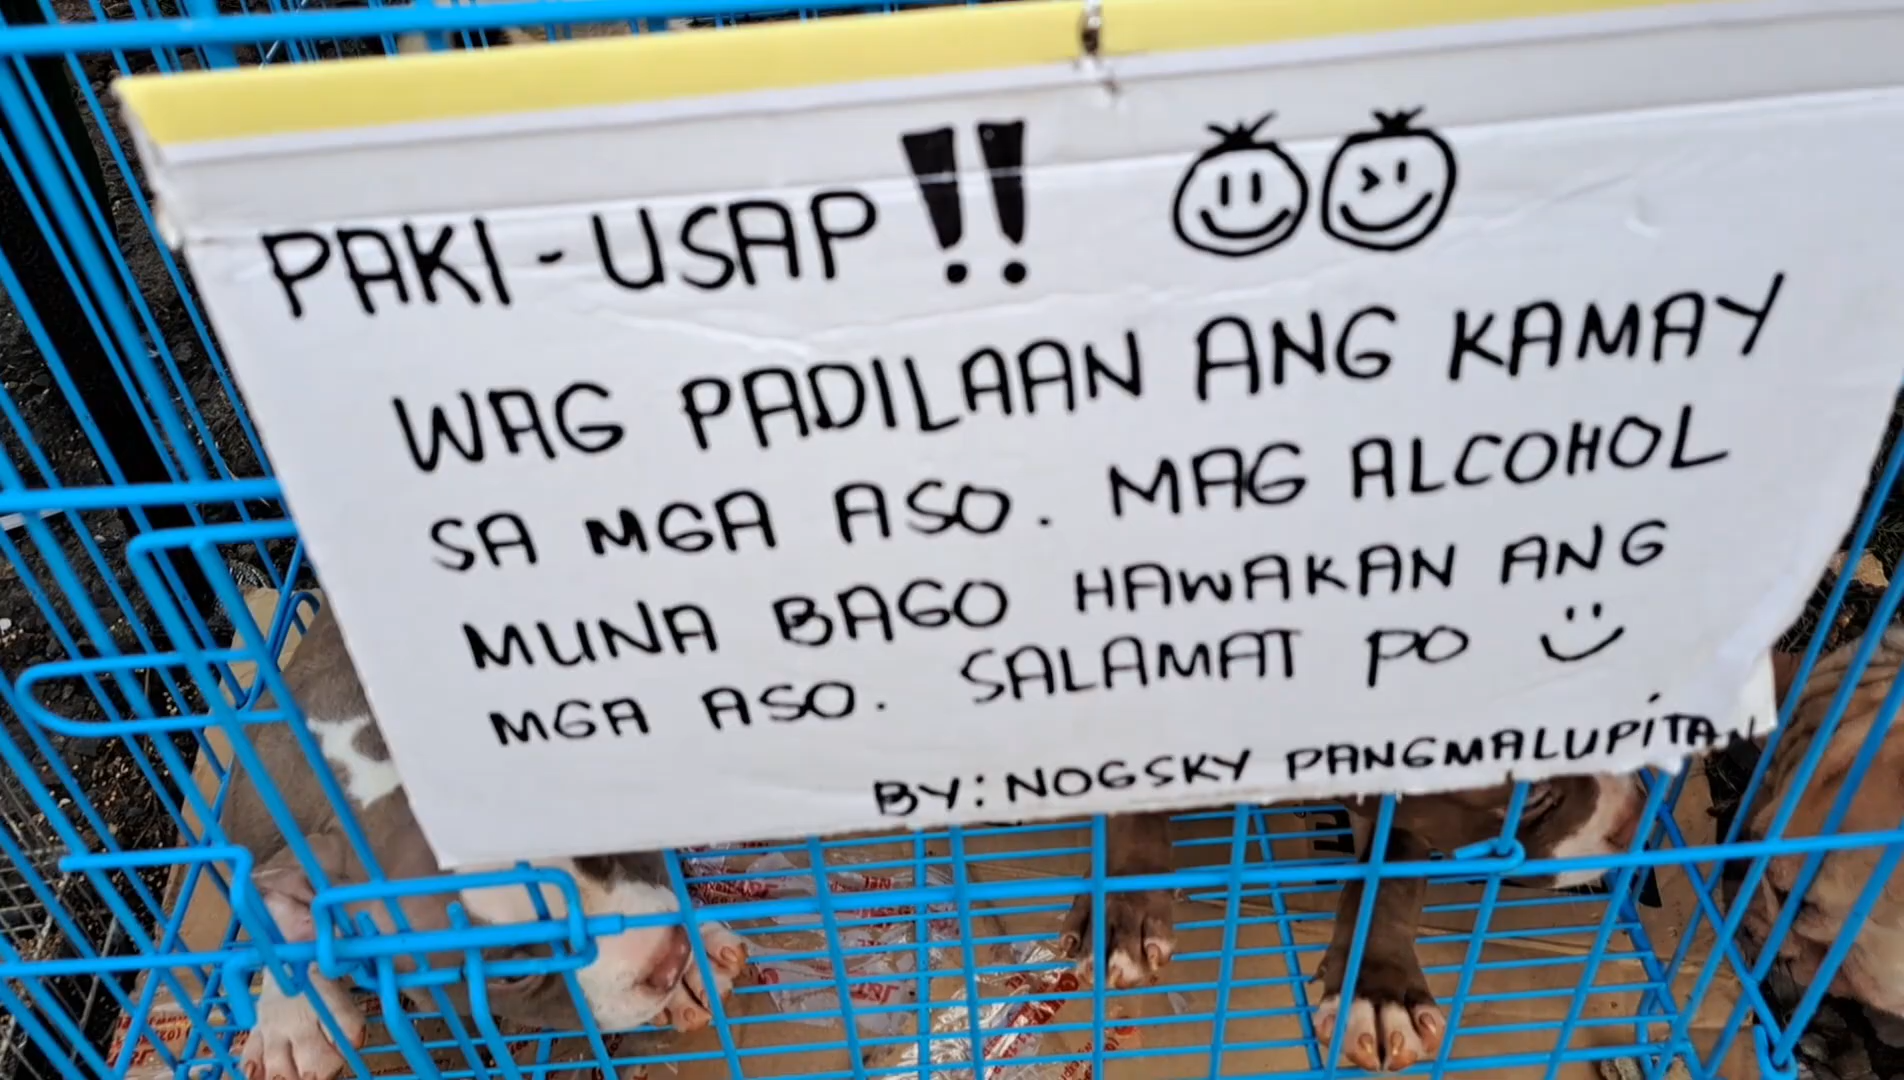 PAKI-USAP!!
WAG PADILAAN ANG KAMAY
SA MGA ASO. MAG ALCOHOL
MUNA BAGO HAWAKAN ANG
MGA ASO. SALAMAT PO
BY: NOGSKY PANGMALUPITAN